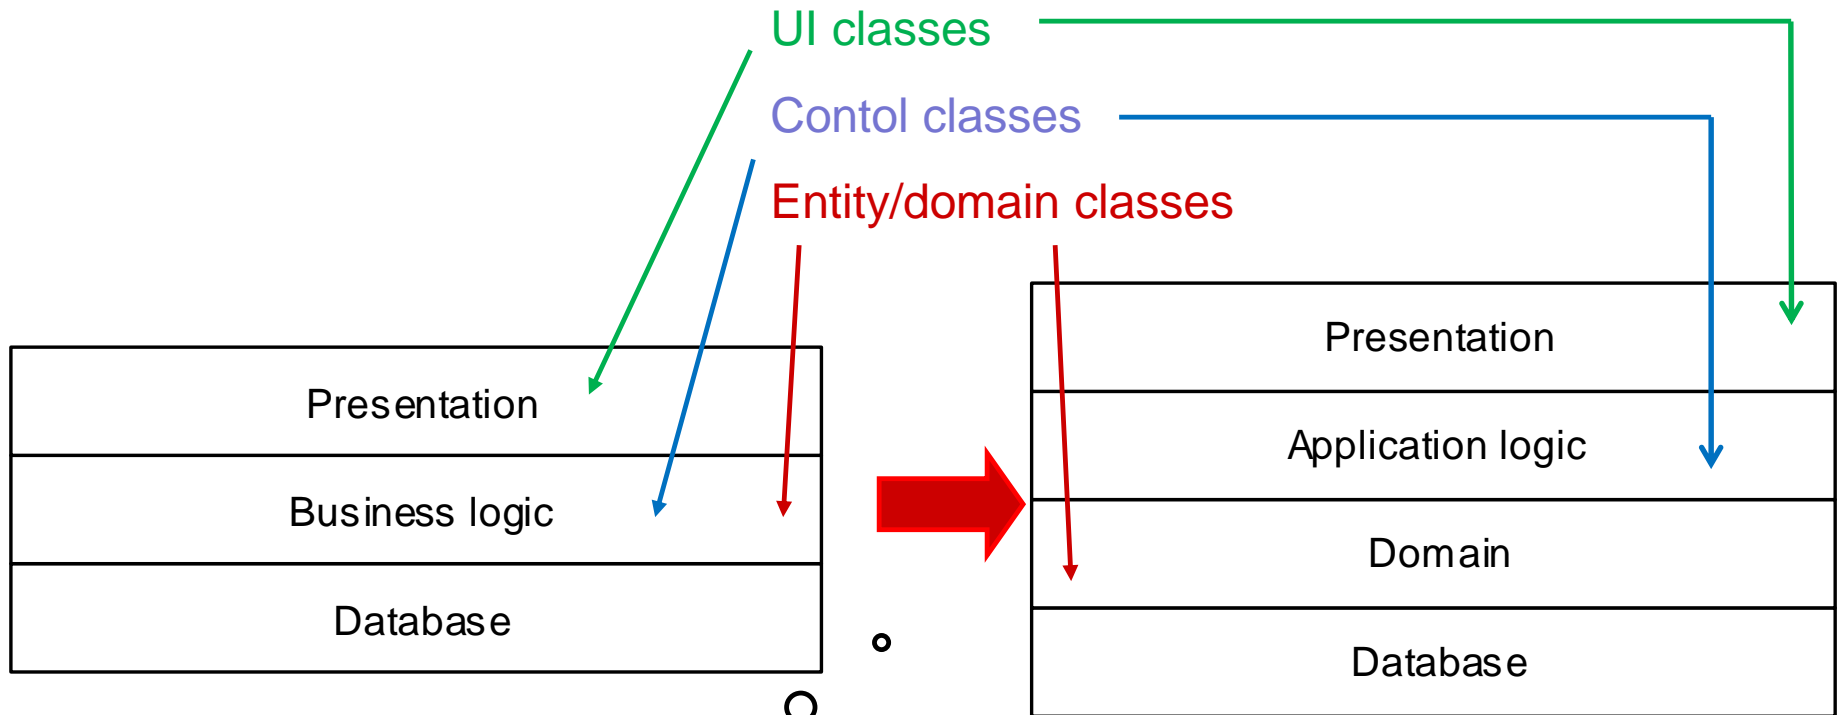 UI classes
Contol classes
Entity/domain classes
Presentation
Business logic
Database
Presentation
Application logic
Domain
Database